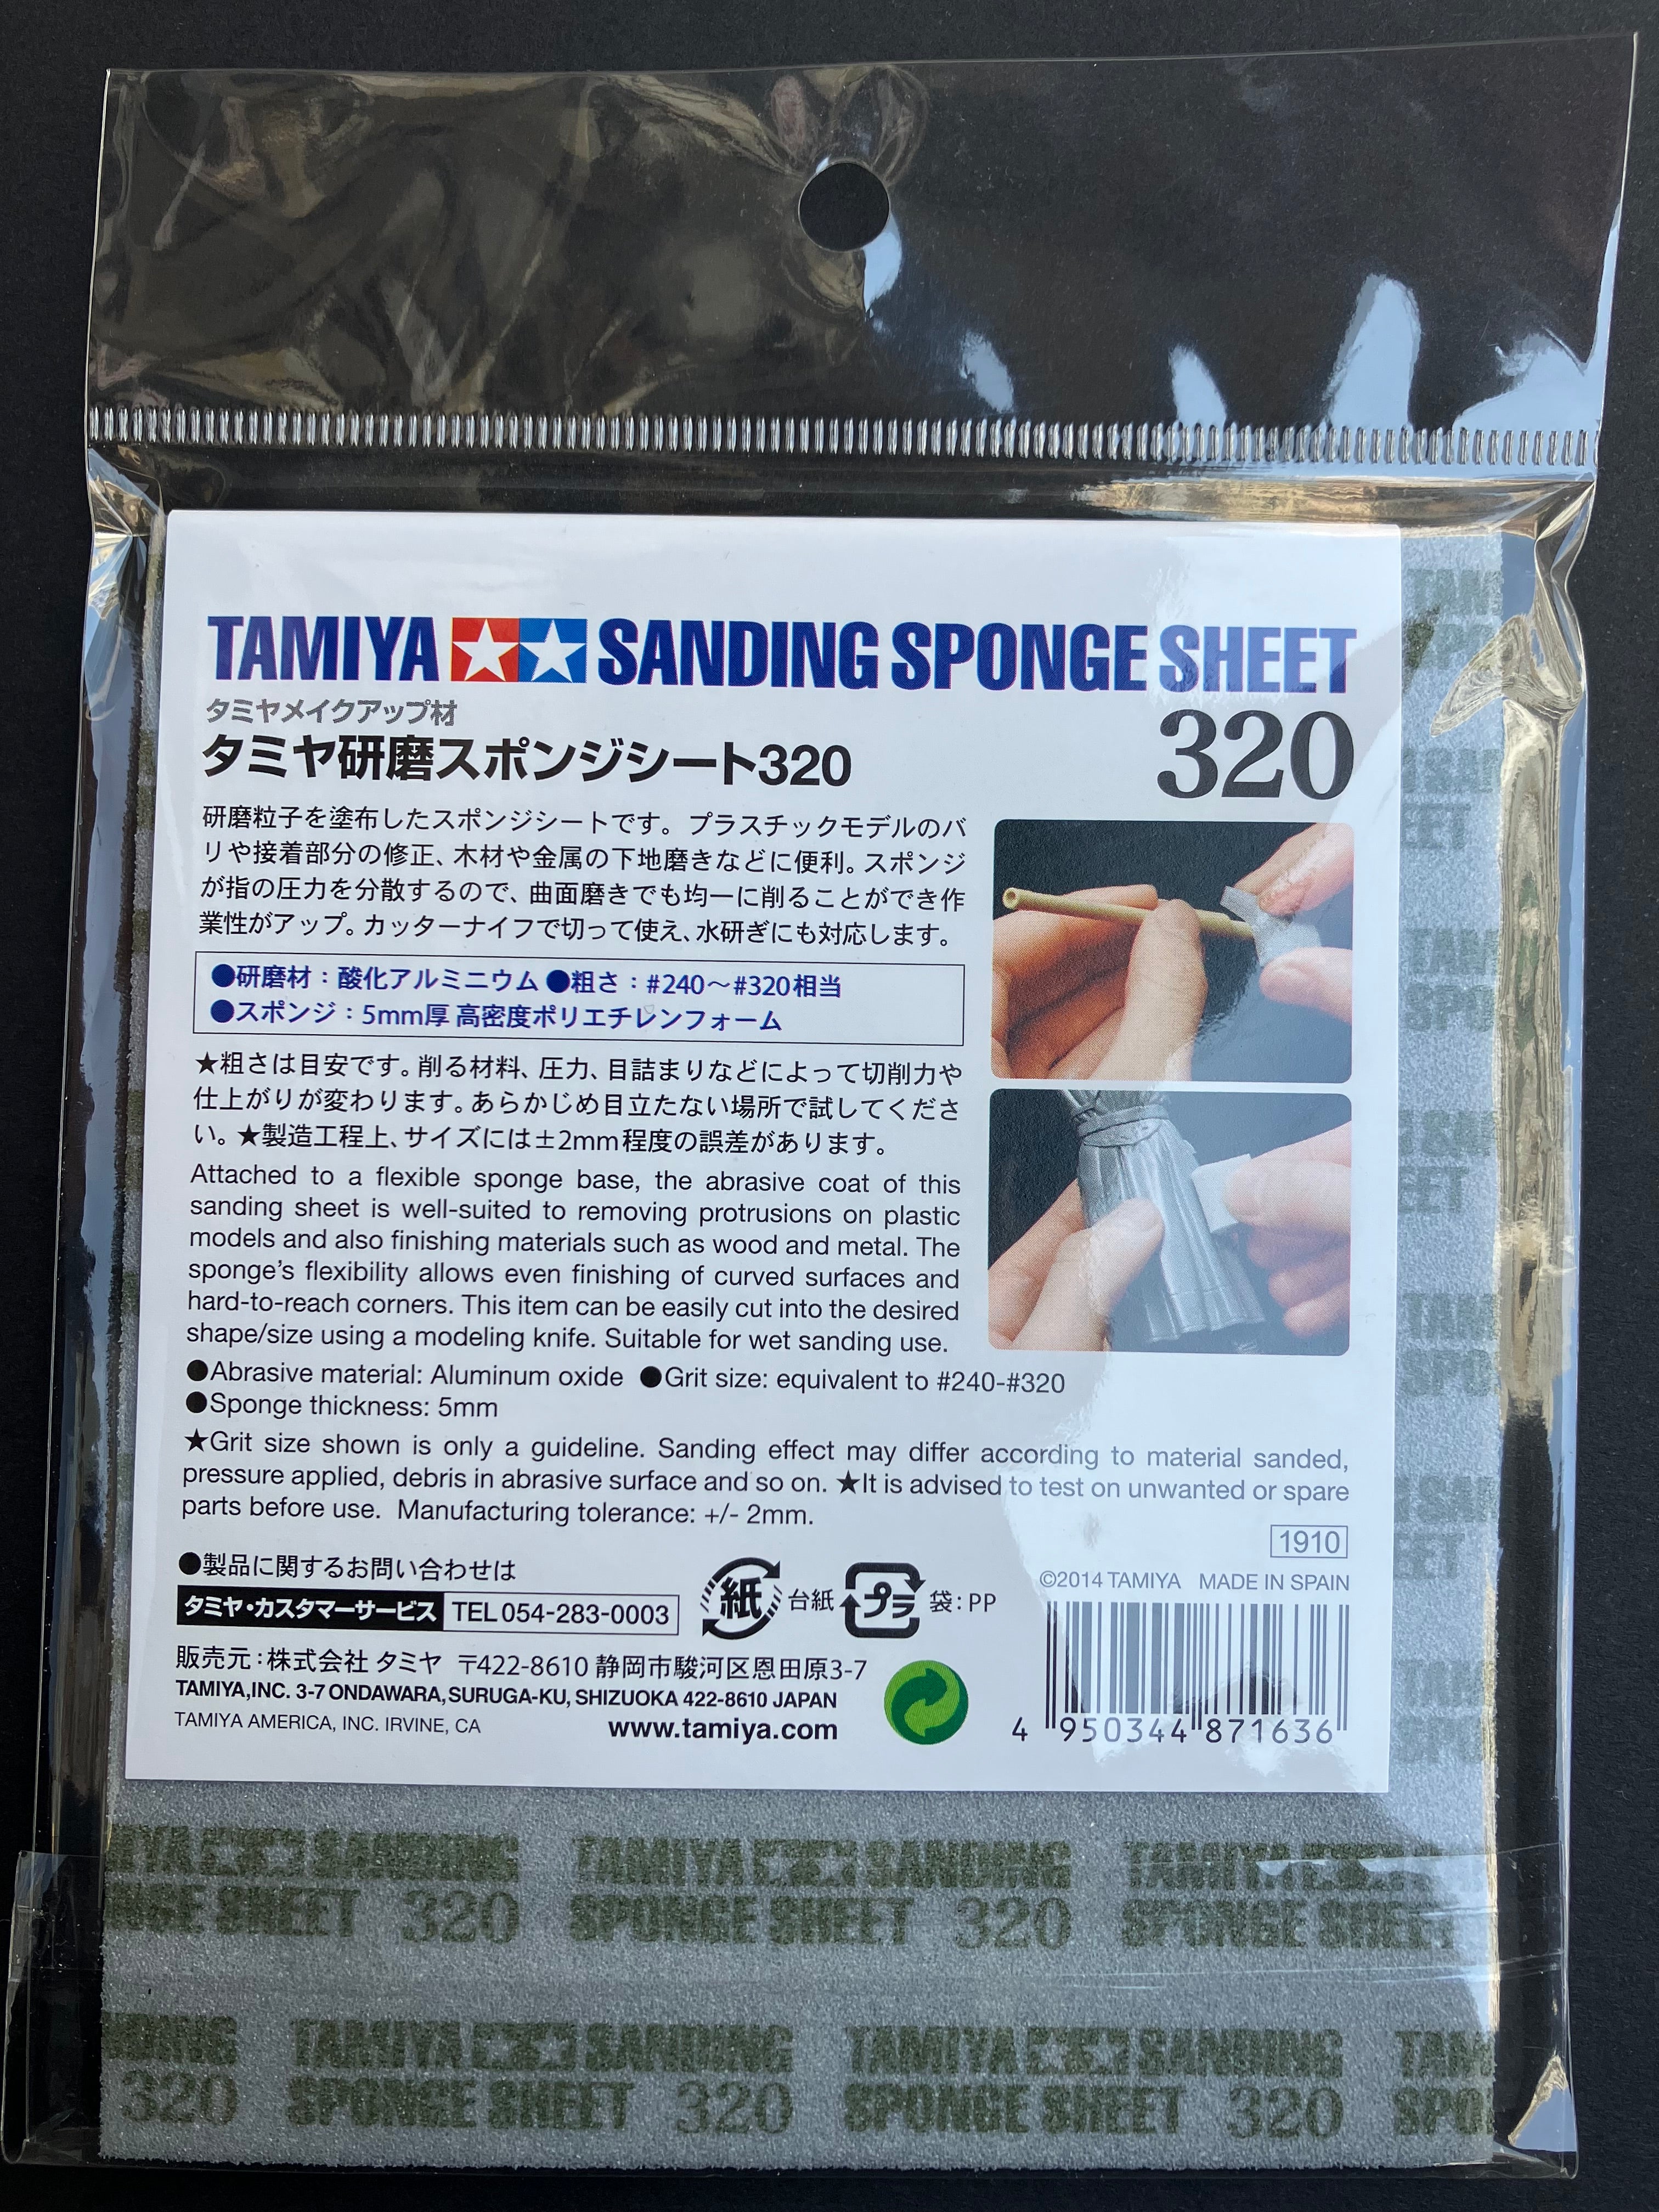 TAMIYA SANDING SPONGE SHEET
タミヤメイクアップ材
タミヤ研磨スポンジシート320
320
研磨粒子を塗布したスポンジシートです。プラスチックモデルのバ
リや接着部分の修正、木材や金属の下地磨きなどに便利。スポンジ
が指の圧力を分散するので、曲面磨きでも均一に削ることができ作
業性がアップ。カッターナイフで切って使え、水研ぎにも対応します。
●研磨材：酸化アルミニウム ●粗さ：#240〜#320相当
●スポンジ：5mm厚 高密度ポリエチレンフォーム
★粗さは目安です。削る材料、圧力、目詰まりなどによって切削力や
仕上がりが変わります。あらかじめ目立たない場所で試してくださ
い。★製造工程上、サイズには±2mm程度の誤差があります。
Attached to a flexible sponge base, the abrasive coat of this
sanding sheet is well-suited to removing protrusions on plastic
models and also finishing materials such as wood and metal. The
sponge's flexibility allows even finishing of curved surfaces and
hard-to-reach corners. This item can be easily cut into the desired
shape/size using a modeling knife. Suitable for wet sanding use.
●Abrasive material: Aluminum oxide ●Grit size: equivalent to #240-#320
●Sponge thickness: 5mm
★Grit size shown is only a guideline. Sanding effect may differ according to material sanded,
pressure applied, debris in abrasive surface and so on. ★It is advised to test on unwanted or spare
parts before use. Manufacturing tolerance: +/- 2mm.
1910
©2014 TAMIYA MADE IN SPAIN
●製品に関するお問い合わせは
タミヤ・カスタマーサービス TEL 054-283-0003
紙 台紙 プラ 袋：PP
販売元：株式会社 タミヤ 〒422-8610 静岡市駿河区恩田原3-7
TAMIYA,INC. 3-7 ONDAWARA, SURUGA-KU, SHIZUOKA 422-8610 JAPAN
TAMIYA AMERICA, INC. IRVINE, CA www.tamiya.com
4 950344 871636
TAMIYA SANDING
SPONGE SHEET 320
TAMIYA SANDING
SPONGE SHEET 320
TAMIYA SANDING
SPONGE SHEET 320